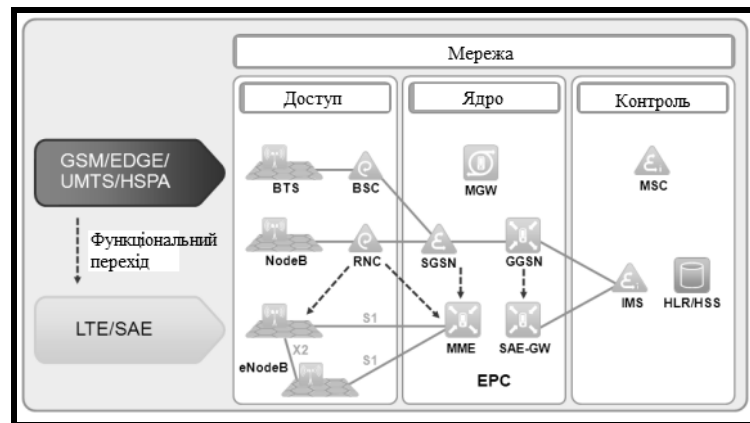 Мережа
Доступ
Ядро
Контроль
GSM/EDGE/
UMTS/HSPA
BTS
BSC
MGW
MSC
Функціональний
перехід
NodeB
RNC
SGSN
GGSN
IMS
HLR/HSS
LTE/SAE
S1
X2
S1
eNodeB
MME
SAE-GW
EPC